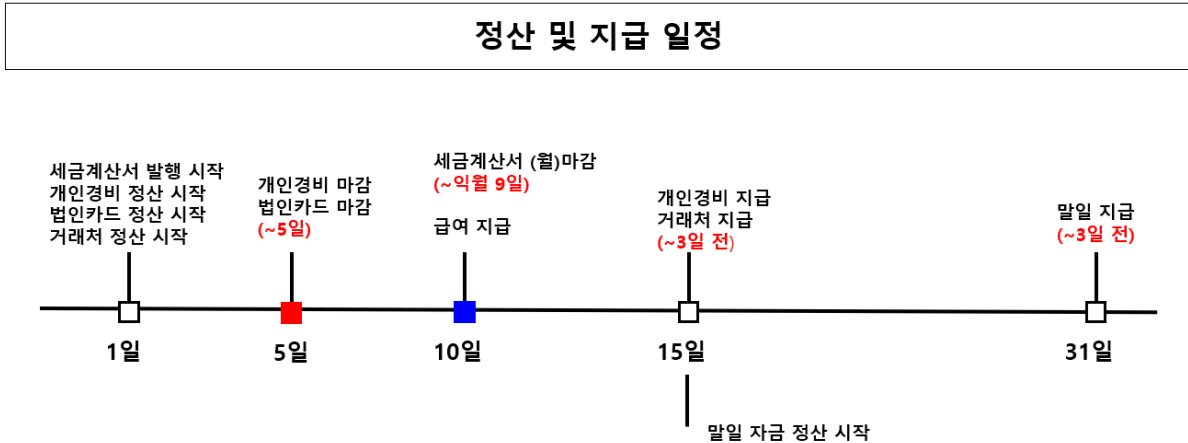 정산 및 지급 일정
세금계산서 발행 시작
개인경비 정산 시작
법인카드 정산 시작
거래처 정산 시작
개인경비 마감
법인카드 마감
(~5일)
세금계산서 (월)마감
(~익월 9일)
급여 지급
개인경비 지급
거래처 지급
(~3일 전)
말일 지급
(~3일 전)
1일
5일
10일
15일
31일
말일 자금 정산 시작